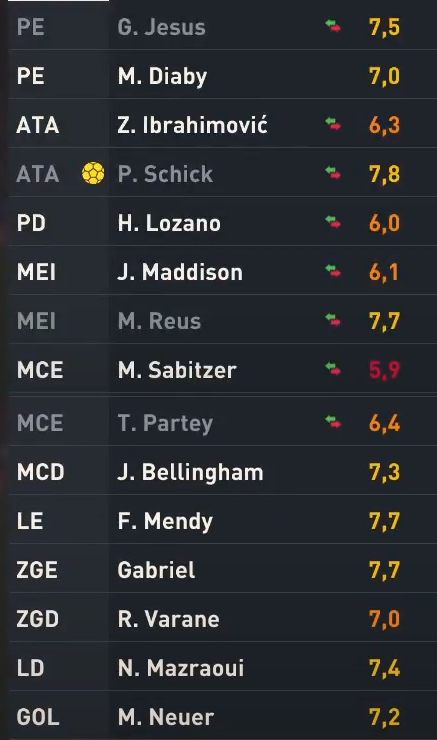 PE G. Jesus 7,5
PE M. Diaby 7,0
ATA Z. Ibrahimović 6,3
ATA P. Schick 7,8
PD H. Lozano 6,0
MEI J. Maddison 6,1
MEI M. Reus 7,7
MCE M. Sabitzer 5,9
MCE T. Partey 6,4
MCD J. Bellingham 7,3
LE F. Mendy 7,7
ZGE Gabriel 7,7
ZGD R. Varane 7,0
LD N. Mazraoui 7,4
GOL M. Neuer 7,2